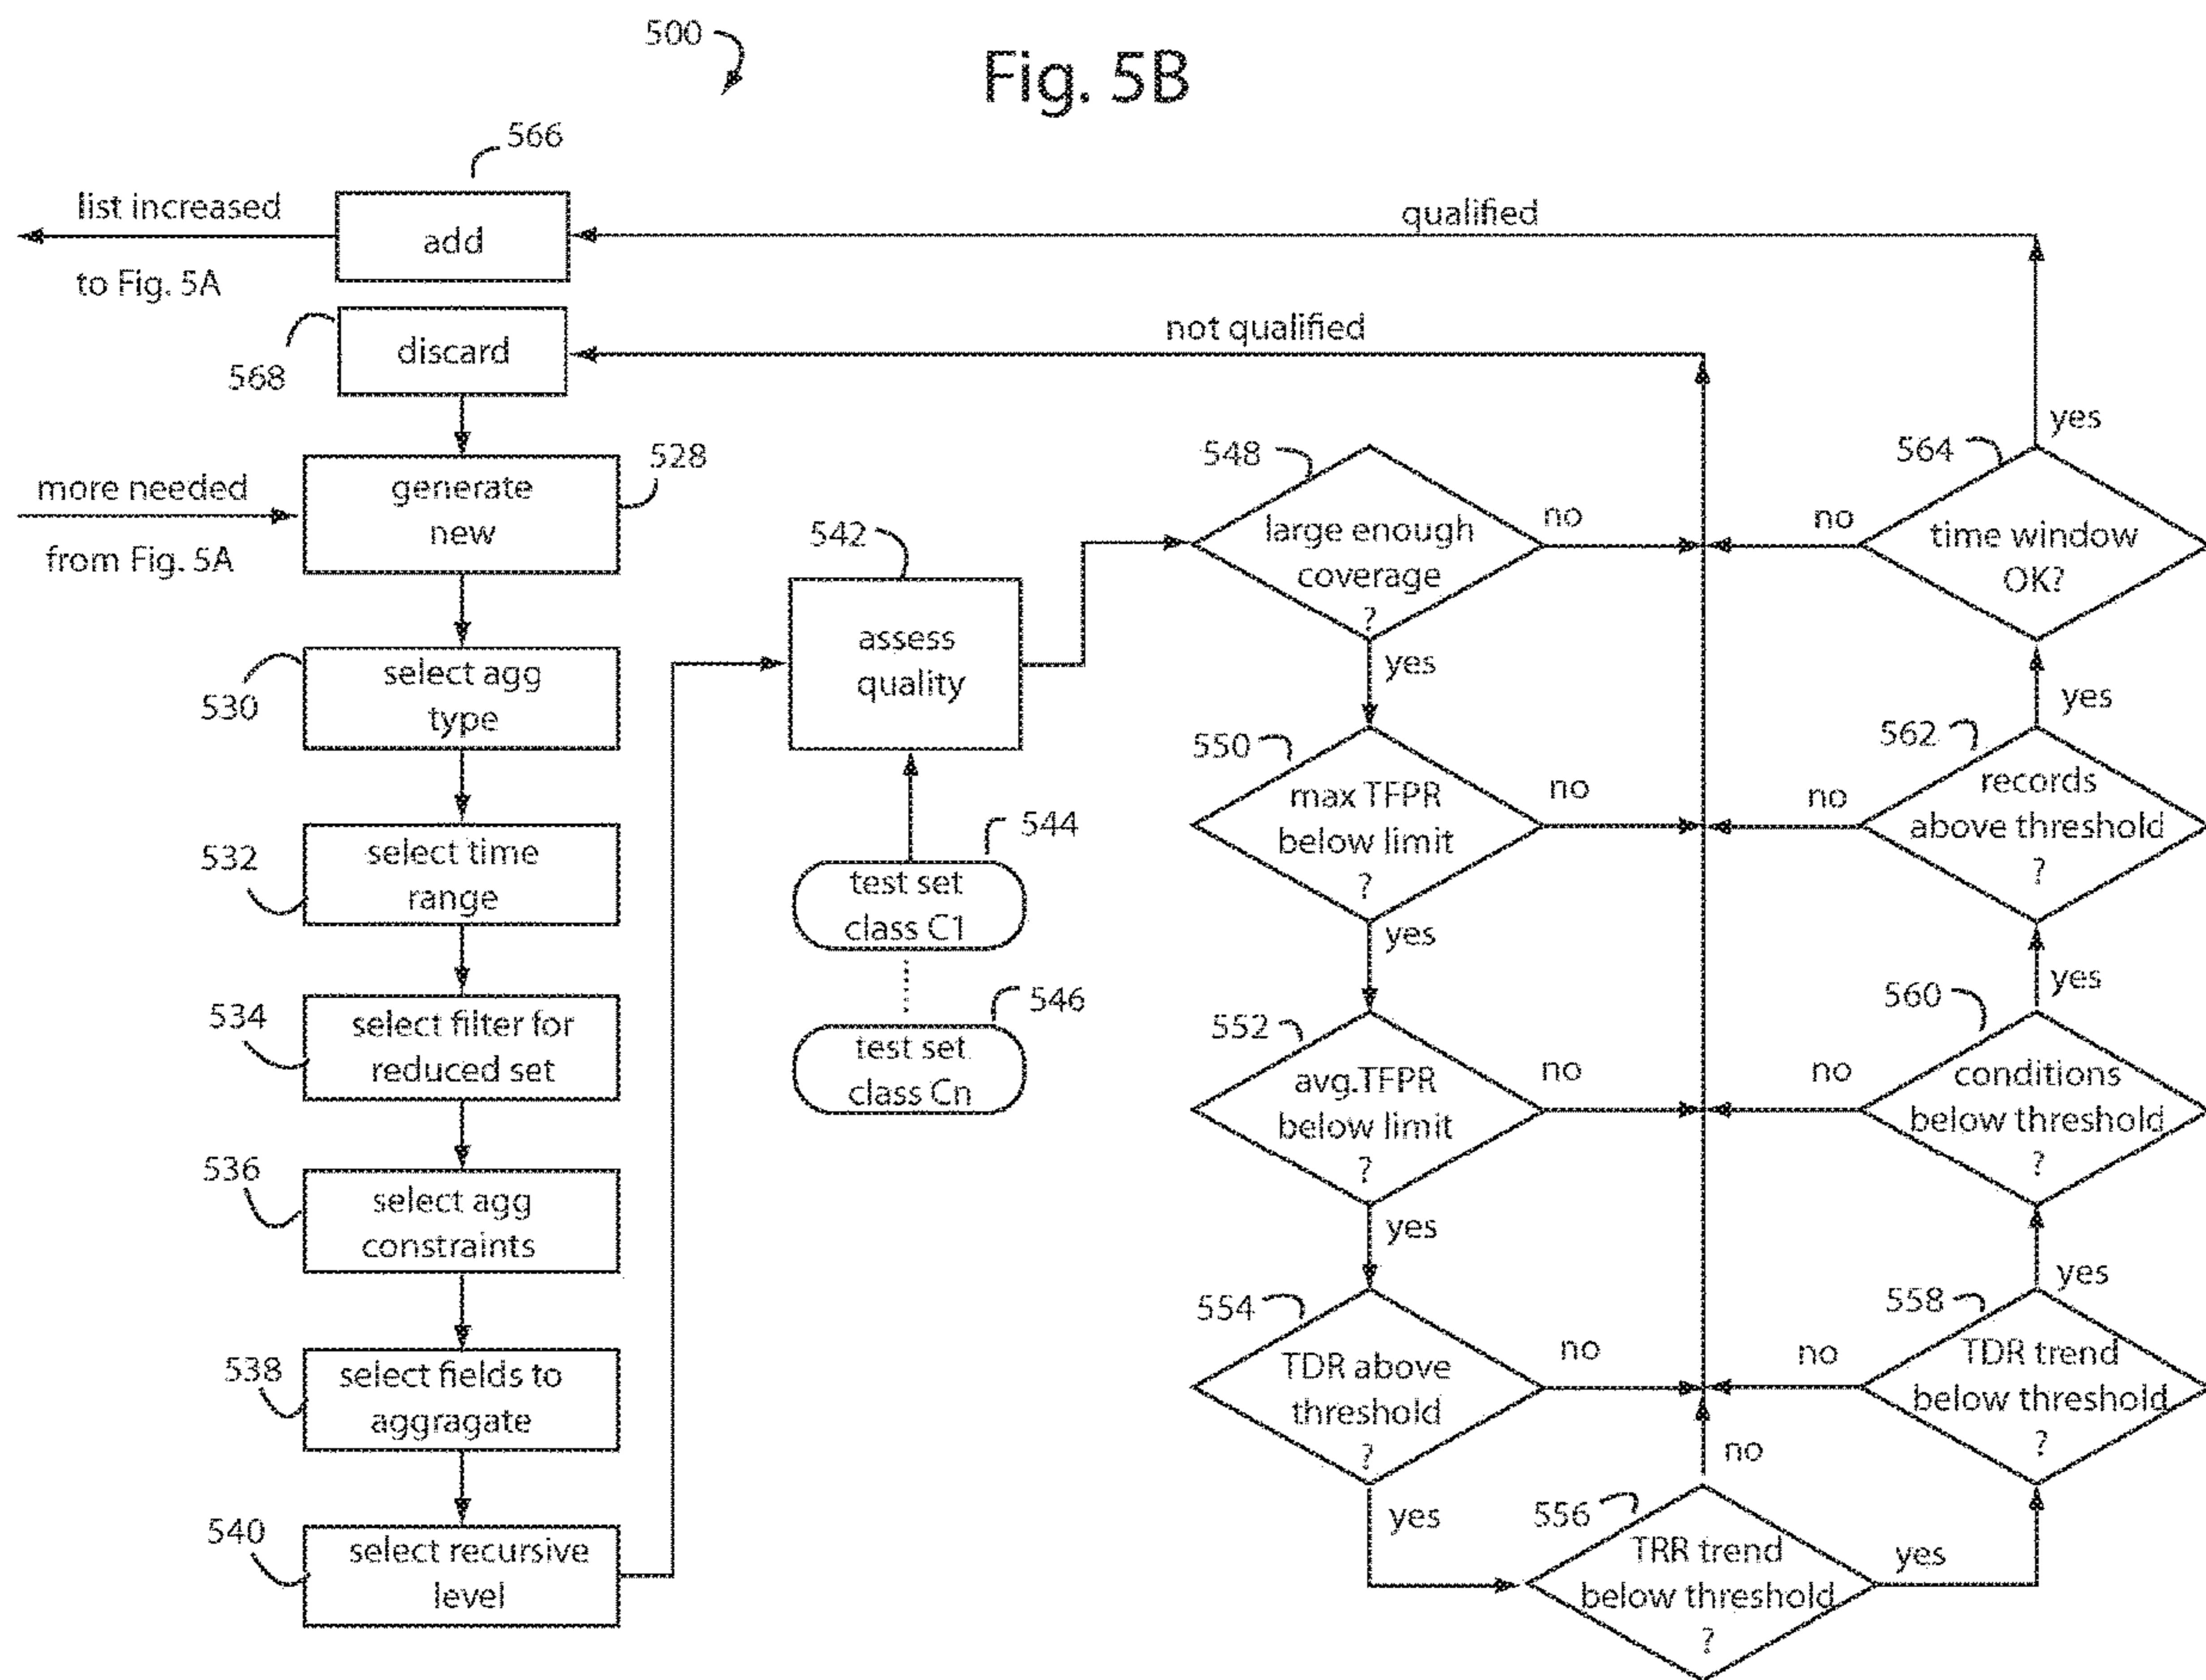 500
Fig. 5B
566
list increased
add
qualified
to Fig. 5A
discard
not qualified
568
more needed
generate
new
528
from Fig. 5A
select agg
type
530
select time
range
532
534
select filter for
reduced set
536
select agg
constraints
538
select fields to
aggragate
540
select recursive
level
542
assess
quality
544
test set
class C1
546
test set
class Cn
548
large enough
coverage
?
no
yes
550
max TFPR
below limit
?
no
yes
552
avg.TFPR
below limit
?
no
yes
554
TDR above
threshold
?
no
yes
556
TRR trend
below threshold
?
no
yes
558
TDR trend
below threshold
?
no
yes
560
conditions
below threshold
?
no
yes
562
records
above threshold
?
no
yes
564
time window
OK?
no
yes